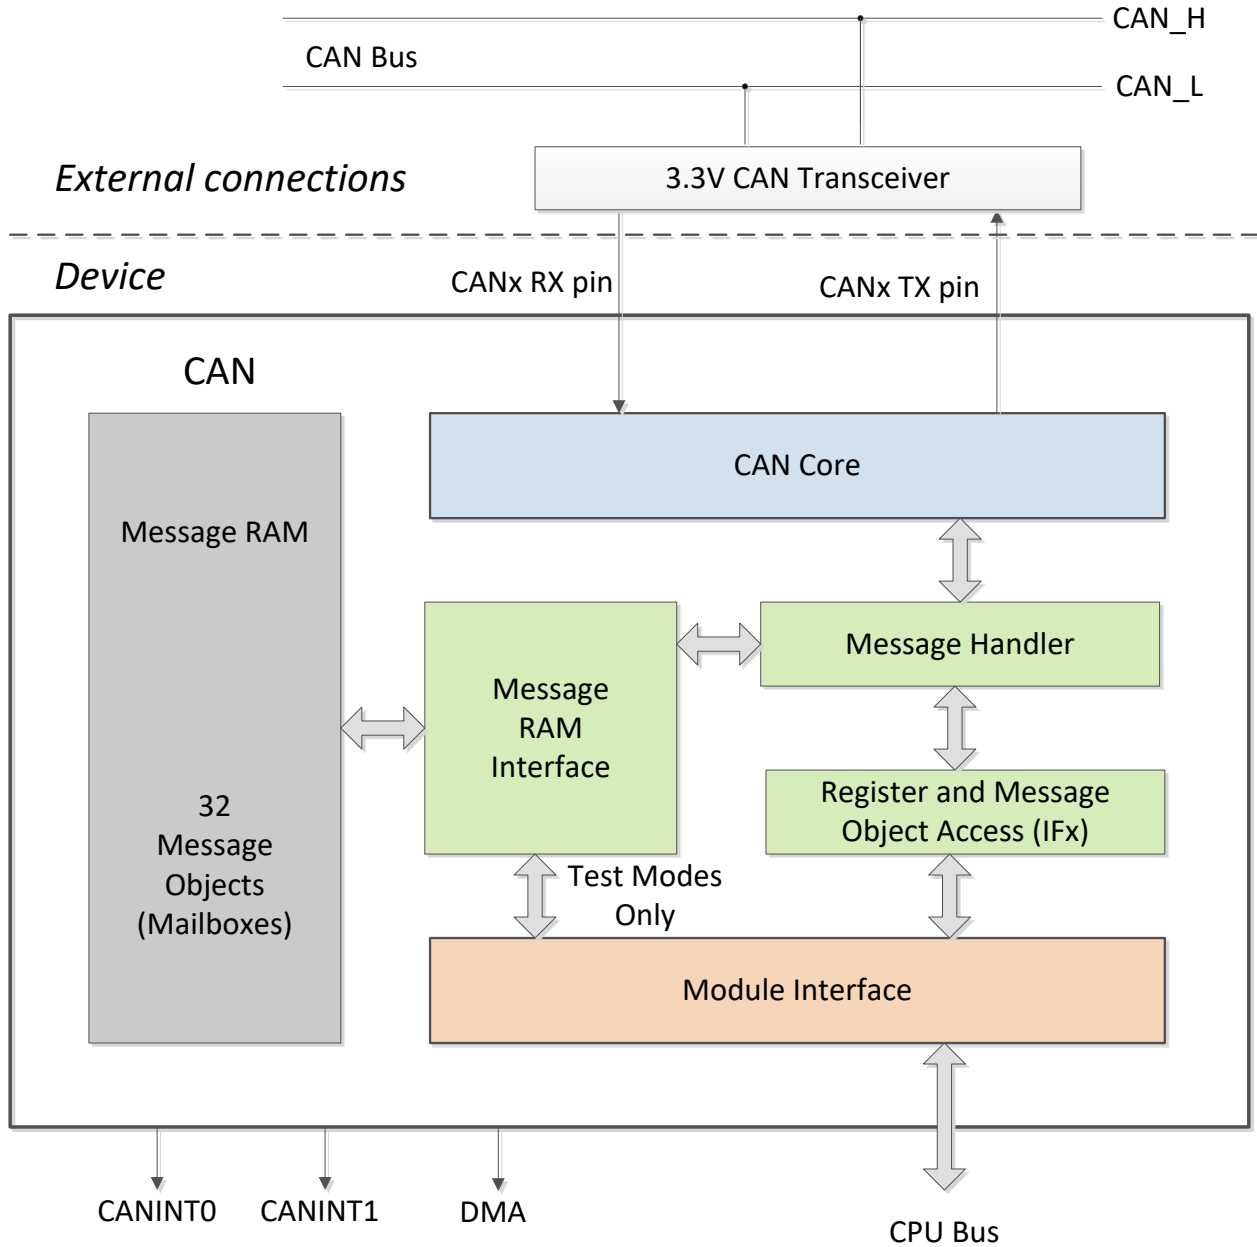 CAN_H
CAN Bus
CAN_L
External connections
3.3V CAN Transceiver
Device
CANx RX pin
CANx TX pin
CAN
CAN Core
Message RAM
Message Handler
Message
RAM
Interface
32
Message
Objects
(Mailboxes)
Register and Message
Object Access (IFx)
Test Modes
Only
Module Interface
CANINT0
CANINT1
DMA
CPU Bus